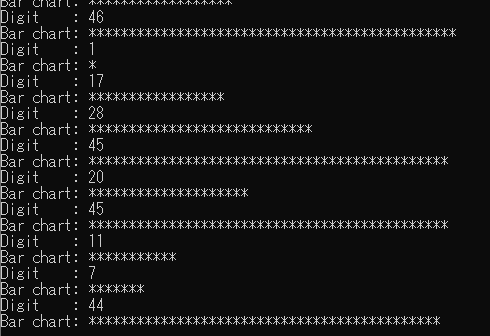 Bar chart: ******************
Digit    : 46
Bar chart: **********************************************
Digit    : 1
Bar chart: *
Digit    : 17
Bar chart: *****************
Digit    : 28
Bar chart: ****************************
Digit    : 45
Bar chart: *********************************************
Digit    : 20
Bar chart: ********************
Digit    : 45
Bar chart: *********************************************
Digit    : 11
Bar chart: ***********
Digit    : 7
Bar chart: *******
Digit    : 44
Bar chart: ********************************************